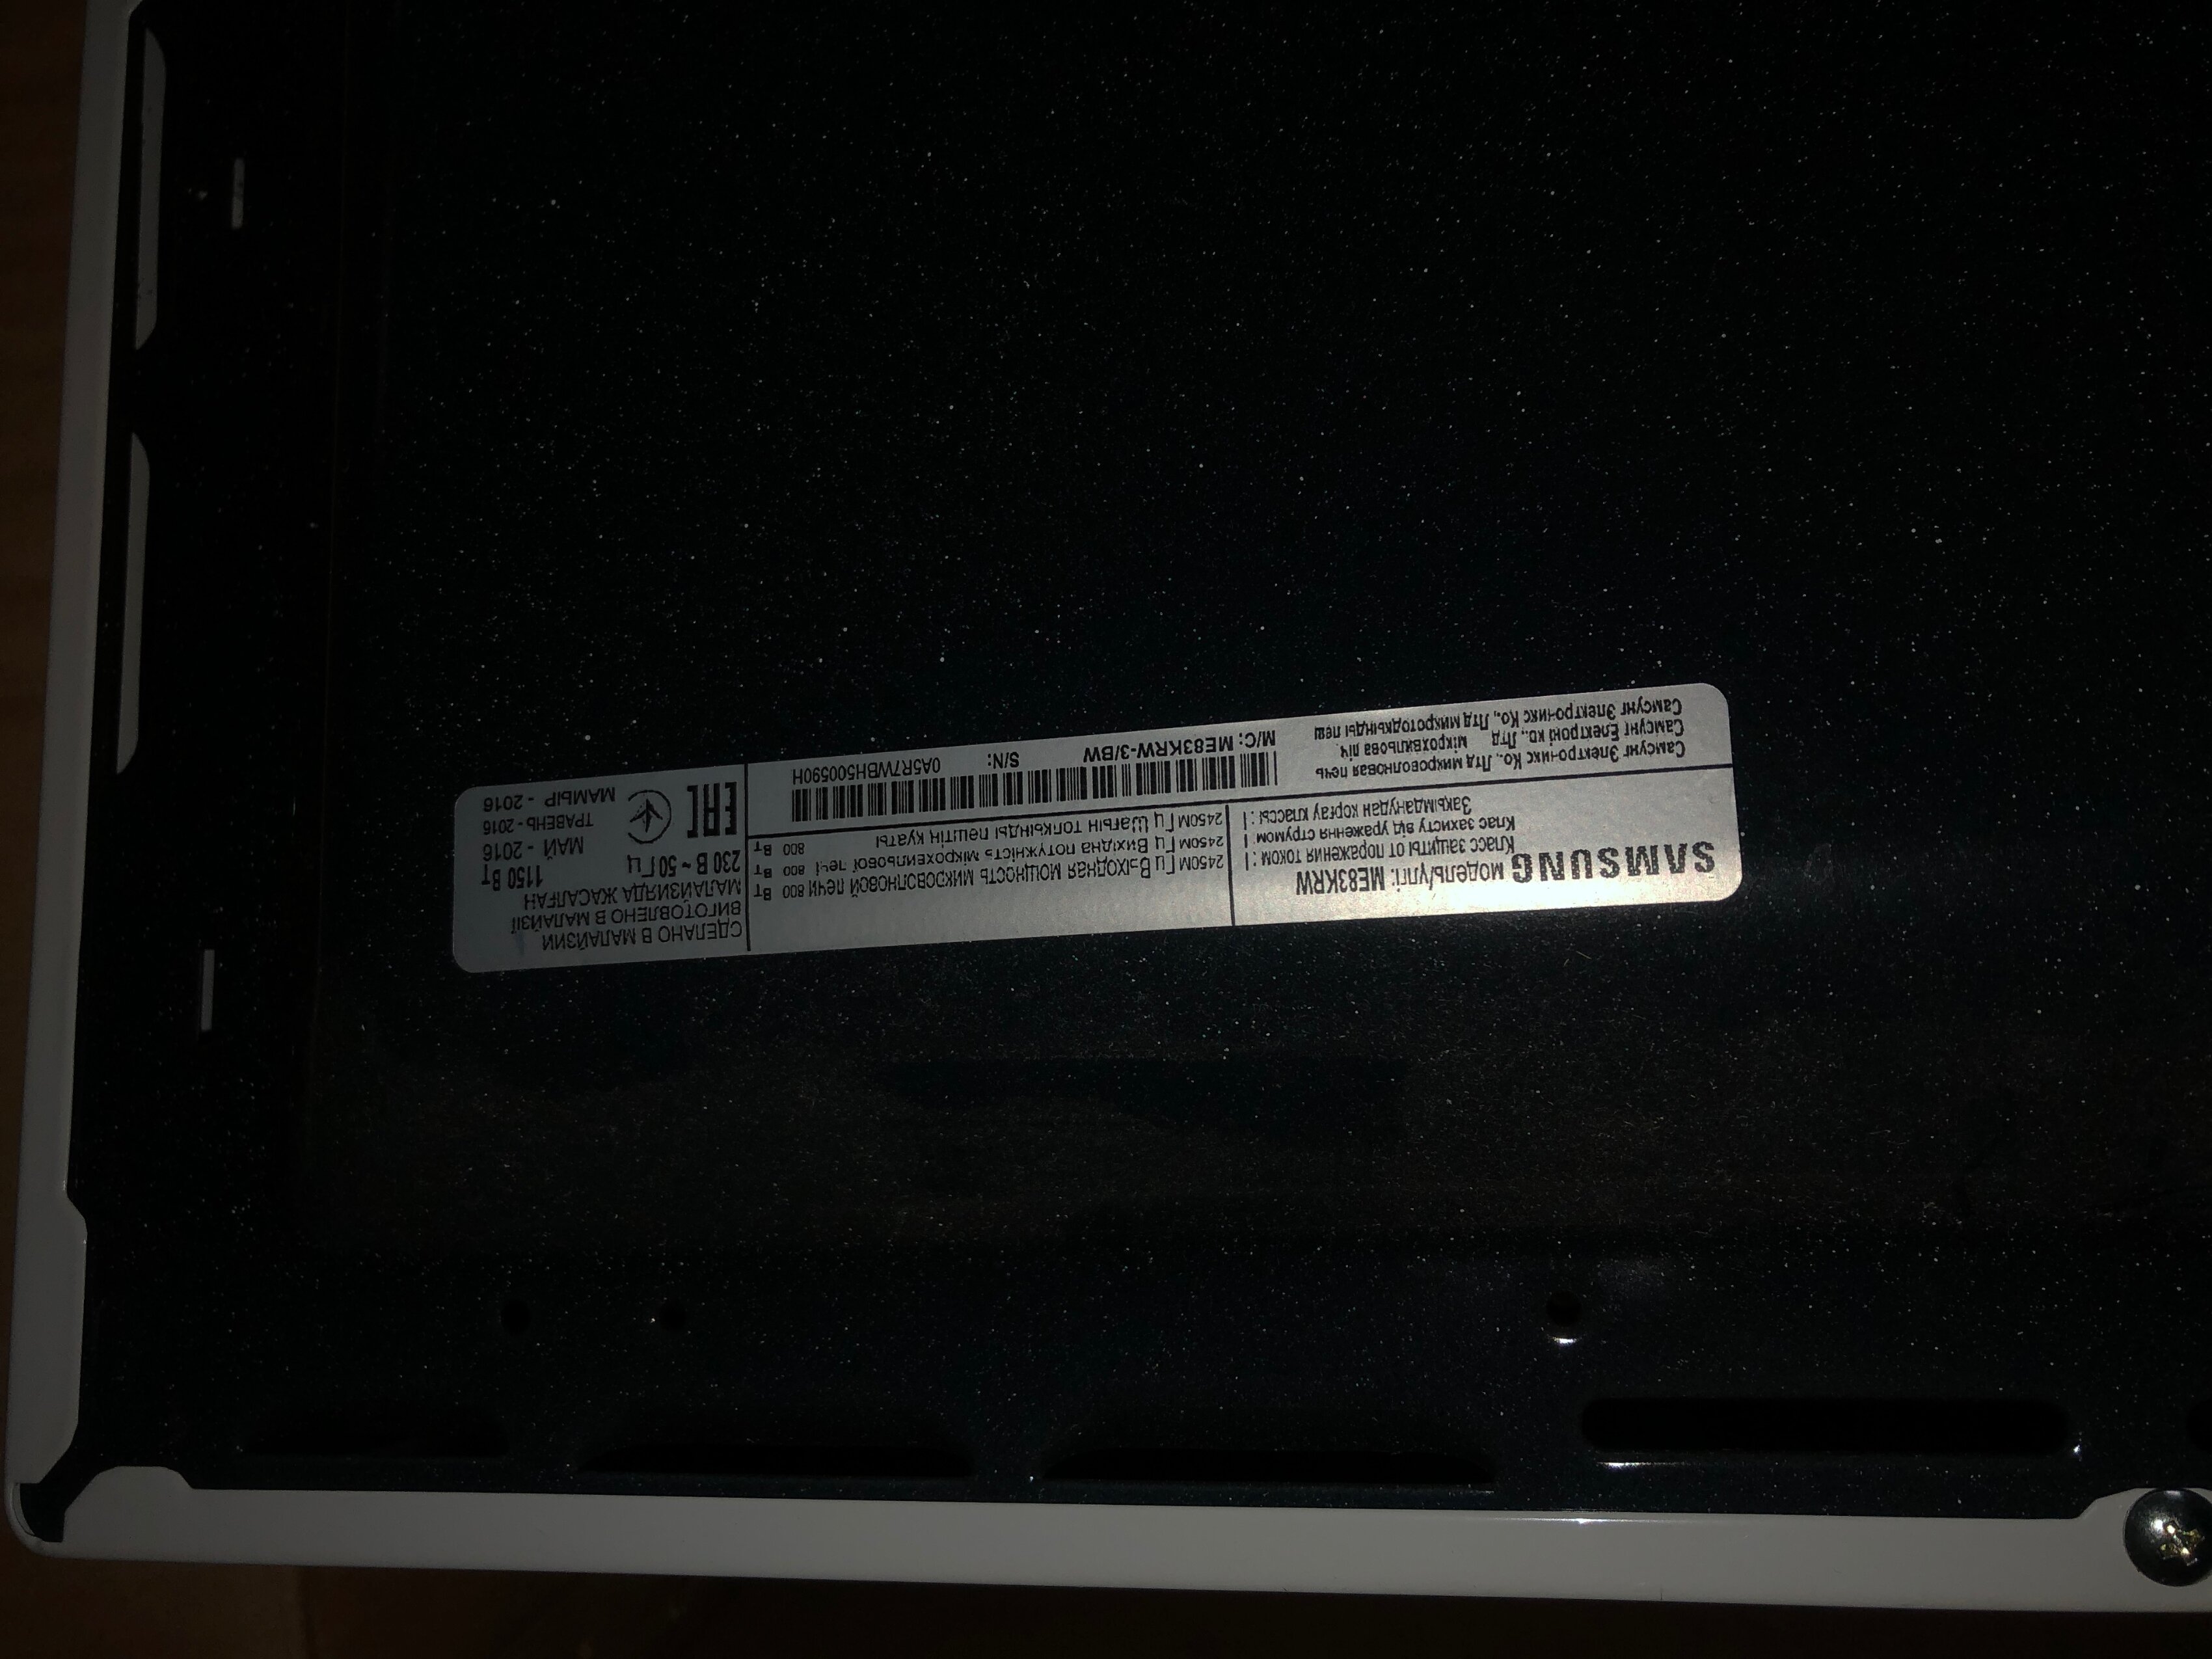 SAMSUNG модель/үлгі: ME83KRW
Класс защиты от поражения током: I
Клас захисту від ураження струмом: I
Зақымданудан қорғау классы: I
Самсунг Электроникс Ко., Лтд микроволновая печь
Самсунг Електронікс Ко., Лтд мікрохвильова піч
Самсунг Электроникс Ко., Лтд микротолқынды пеш
2450МГц Выходная мощность микроволновой печи 800 Вт
2450МГц Вихідна потужність мікрохвильової печі 800 Вт
2450МГц Шағын толқынды пештің қуаты 800 Вт
M/C: ME83KRW-3/BW S/N: 0A5R7WBH500590H
СДЕЛАНО В МАЛАЙЗИИ
ВИГОТОВЛЕНО В МАЛАЙЗІЇ
МАЛАЙЗИЯДА ЖАСАЛҒАН
230 В ~ 50 Гц 1150 Вт
МАЙ - 2016
ТРАВЕНЬ - 2016
МАМЫР - 2016
EAC